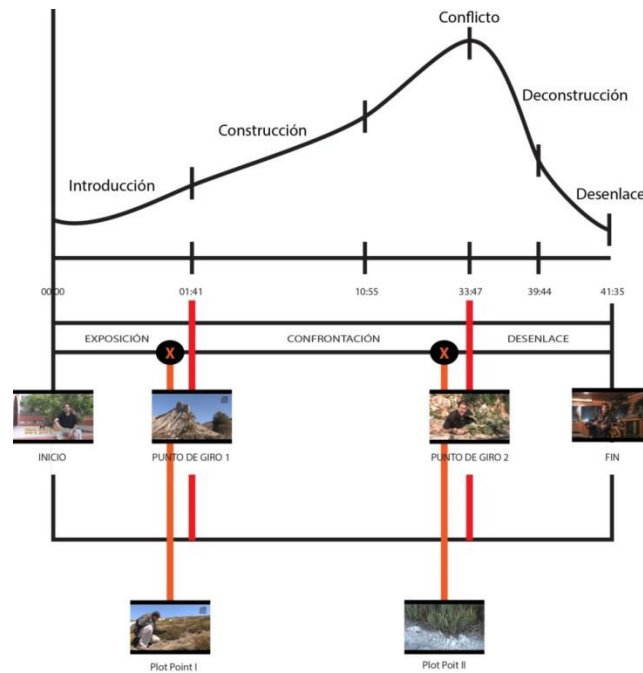 Conflicto
Deconstrucción
Construcción
Introducción
Desenlace
00:00 01:41 10:55 33:47 39:44 41:35
EXPOSICIÓN CONFRONTACIÓN DESENLACE
X X
INICIO PUNTO DE GIRO 1 PUNTO DE GIRO 2 FIN
Plot Point I Plot Poit II